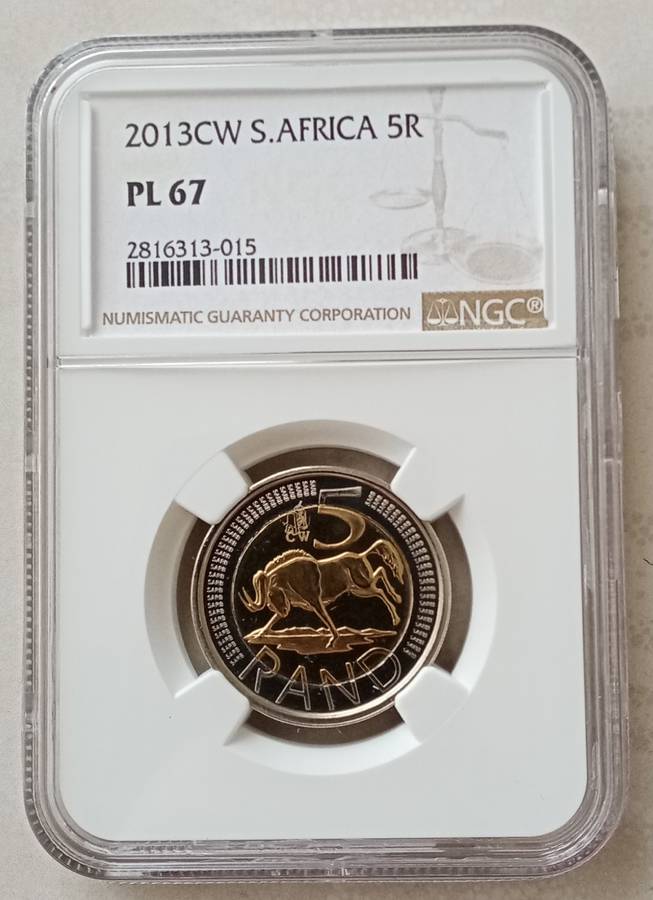 2013CW S.AFRICA 5R
PL 67
2816313-015
NUMISMATIC GUARANTY CORPORATION NGC®
5
CW
RAND